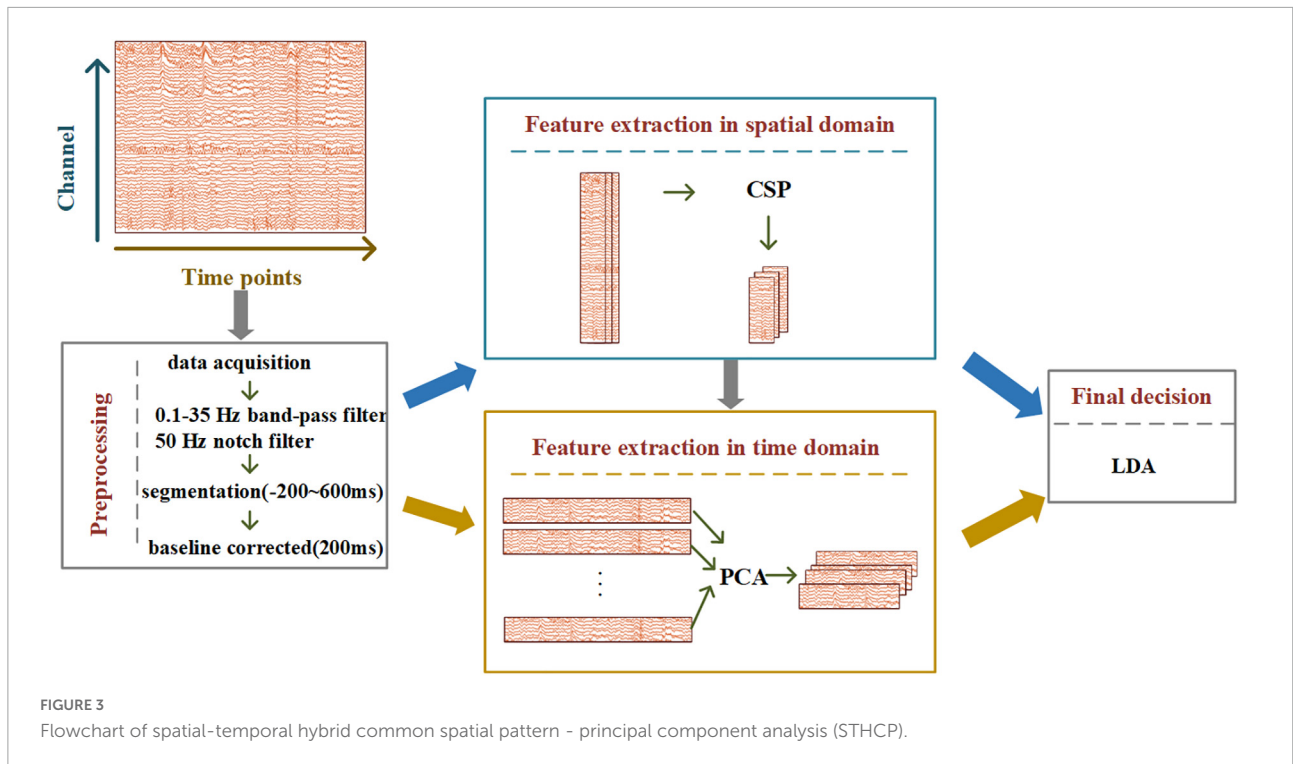 Channel
Time points
Preprocessing
data acquisition
0.1-35 Hz band-pass filter
50 Hz notch filter
segmentation(-200~600ms)
baseline corrected(200ms)
Feature extraction in spatial domain
CSP
Feature extraction in time domain
PCA
⋮
Final decision
LDA
FIGURE 3
Flowchart of spatial-temporal hybrid common spatial pattern - principal component analysis (STHCP).